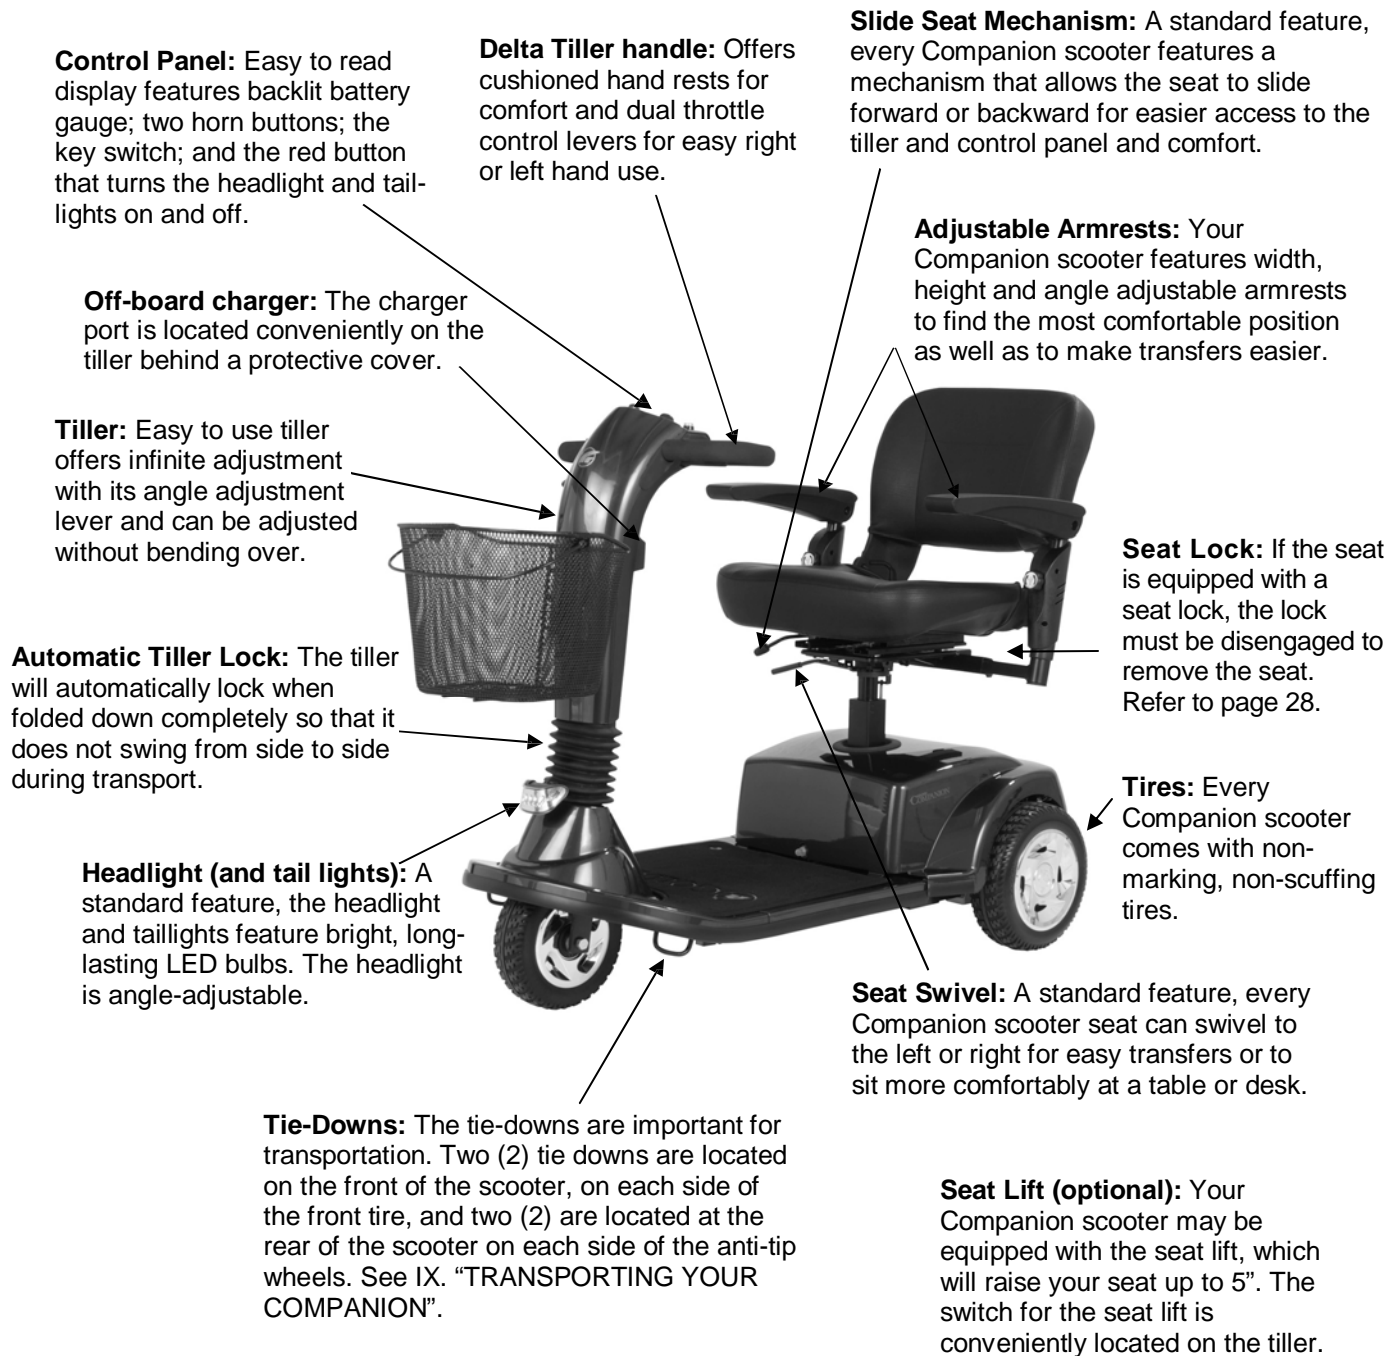 Control Panel: Easy to read
display features backlit battery
gauge; two horn buttons; the
key switch; and the red button
that turns the headlight and tail-
lights on and off.
Delta Tiller handle: Offers
cushioned hand rests for
comfort and dual throttle
control levers for easy right
or left hand use.
Slide Seat Mechanism: A standard feature,
every Companion scooter features a
mechanism that allows the seat to slide
forward or backward for easier access to the
tiller and control panel and comfort.
Adjustable Armrests: Your
Companion scooter features width,
height and angle adjustable armrests
to find the most comfortable position
as well as to make transfers easier.
Off-board charger: The charger
port is located conveniently on the
tiller behind a protective cover.
Tiller: Easy to use tiller
offers infinite adjustment
with its angle adjustment
lever and can be adjusted
without bending over.
Seat Lock: If the seat
is equipped with a
seat lock, the lock
must be disengaged to
remove the seat.
Refer to page 28.
Automatic Tiller Lock: The tiller
will automatically lock when
folded down completely so that it
does not swing from side to side
during transport.
Tires: Every
Companion scooter
comes with non-
marking, non-scuffing
tires.
COMPANION
Headlight (and tail lights): A
standard feature, the headlight
and taillights feature bright, long-
lasting LED bulbs. The headlight
is angle-adjustable.
Seat Swivel: A standard feature, every
Companion scooter seat can swivel to
the left or right for easy transfers or to
sit more comfortably at a table or desk.
Tie-Downs: The tie-downs are important for
transportation. Two (2) tie downs are located
on the front of the scooter, on each side of
the front tire, and two (2) are located at the
rear of the scooter on each side of the anti-tip
wheels. See IX. “TRANSPORTING YOUR
COMPANION”.
Seat Lift (optional): Your
Companion scooter may be
equipped with the seat lift, which
will raise your seat up to 5”. The
switch for the seat lift is
conveniently located on the tiller.